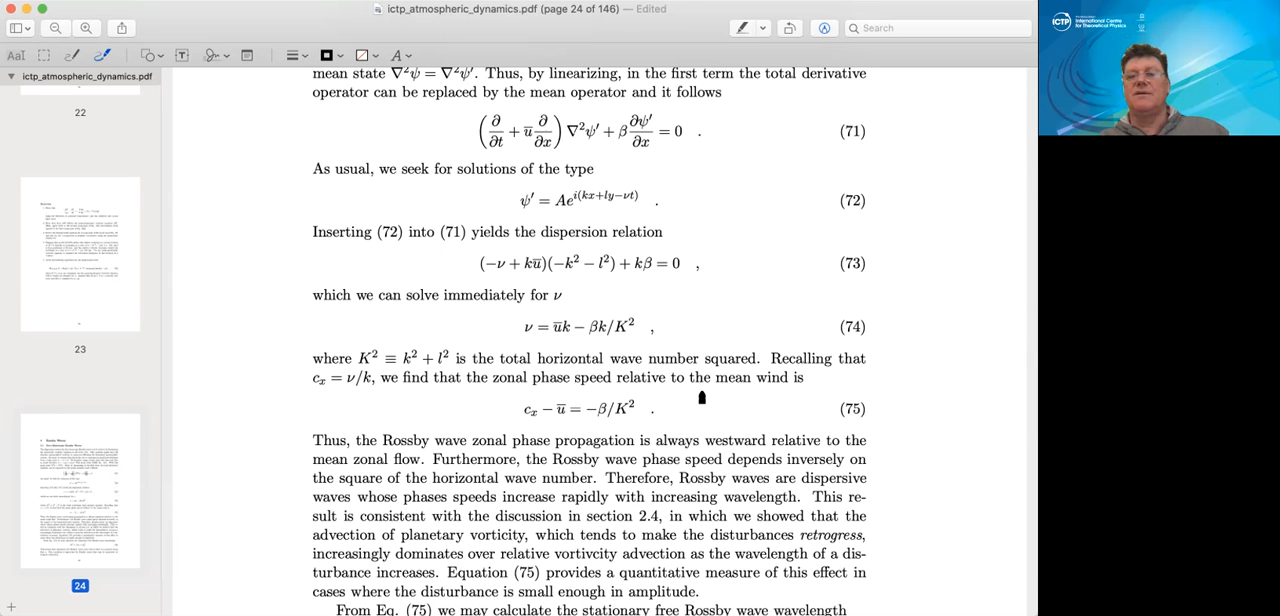 ictp_atmospheric_dynamics.pdf (page 24 of 146) — Edited
Search
ictp_atmospheric_dynamics.pdf
22
23
24
mean state ∇²ψ = ∇²ψ′. Thus, by linearizing, in the first term the total derivative
operator can be replaced by the mean operator and it follows
(∂/∂t + u̅ ∂/∂x) ∇²ψ′ + β ∂ψ′/∂x = 0 . (71)
As usual, we seek for solutions of the type
ψ′ = Ae^{i(kx+ly−νt)} . (72)
Inserting (72) into (71) yields the dispersion relation
(−ν + ku̅)(−k² − l²) + kβ = 0 , (73)
which we can solve immediately for ν
ν = u̅k − βk/K² , (74)
where K² ≡ k² + l² is the total horizontal wave number squared. Recalling that
cₓ = ν/k, we find that the zonal phase speed relative to the mean wind is
cₓ − u̅ = −β/K² . (75)
Thus, the Rossby wave zonal phase propagation is always westward relative to the
mean zonal flow. Furthermore, the Rossby wave phase speed depends inversely on
the square of the horizontal wave number. Therefore, Rossby waves are dispersive
waves whose phases speeds increase rapidly with increasing wavelength. This re-
sult is consistent with the discussion in section 2.4, in which we showed that the
advection of planetary vorticity, which tends to make the disturbances retrogress,
increasingly dominates over relative vortivcity advection as the wavelength of a dis-
turbance increases. Equation (75) provides a quantitative measure of this effect in
cases where the disturbance is small enough in amplitude.
From Eq. (75) we may calculate the stationary free Rossby wave wavelength
ICTP
International Centre
for Theoretical Physics